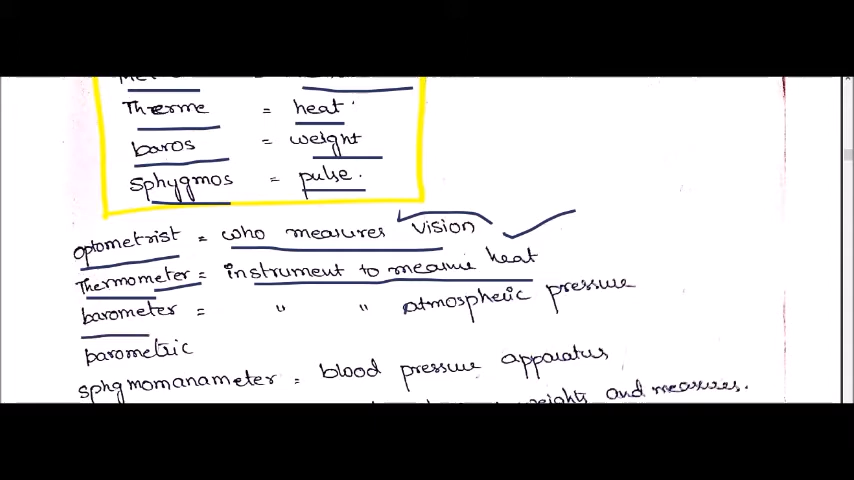 Therme = heat
baros = weight
Sphygmos = pulse.
optometrist = who measures vision
Thermometer = instrument to measure heat
barometer = " " atmospheric pressure
barometric
sphgmomanameter = blood pressure apparatus
weights and measures.